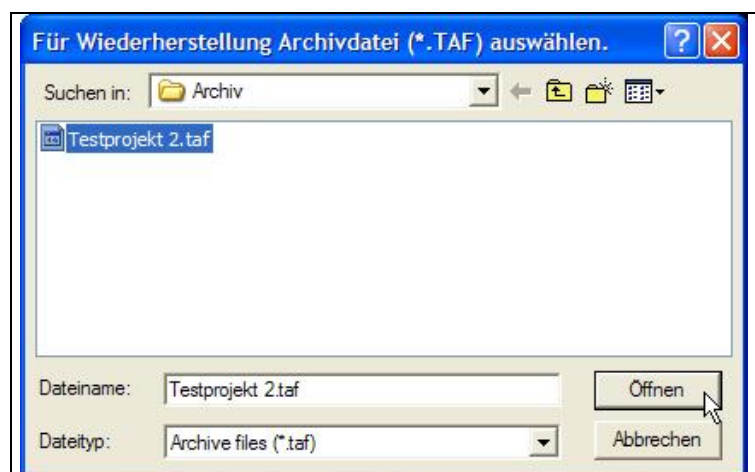 Für Wiederherstellung Archivdatei (*.TAF) auswählen.
Suchen in: Archiv
Testprojekt 2.taf
Dateiname: Testprojekt 2.taf Öffnen
Dateityp: Archive files (*.taf) Abbrechen